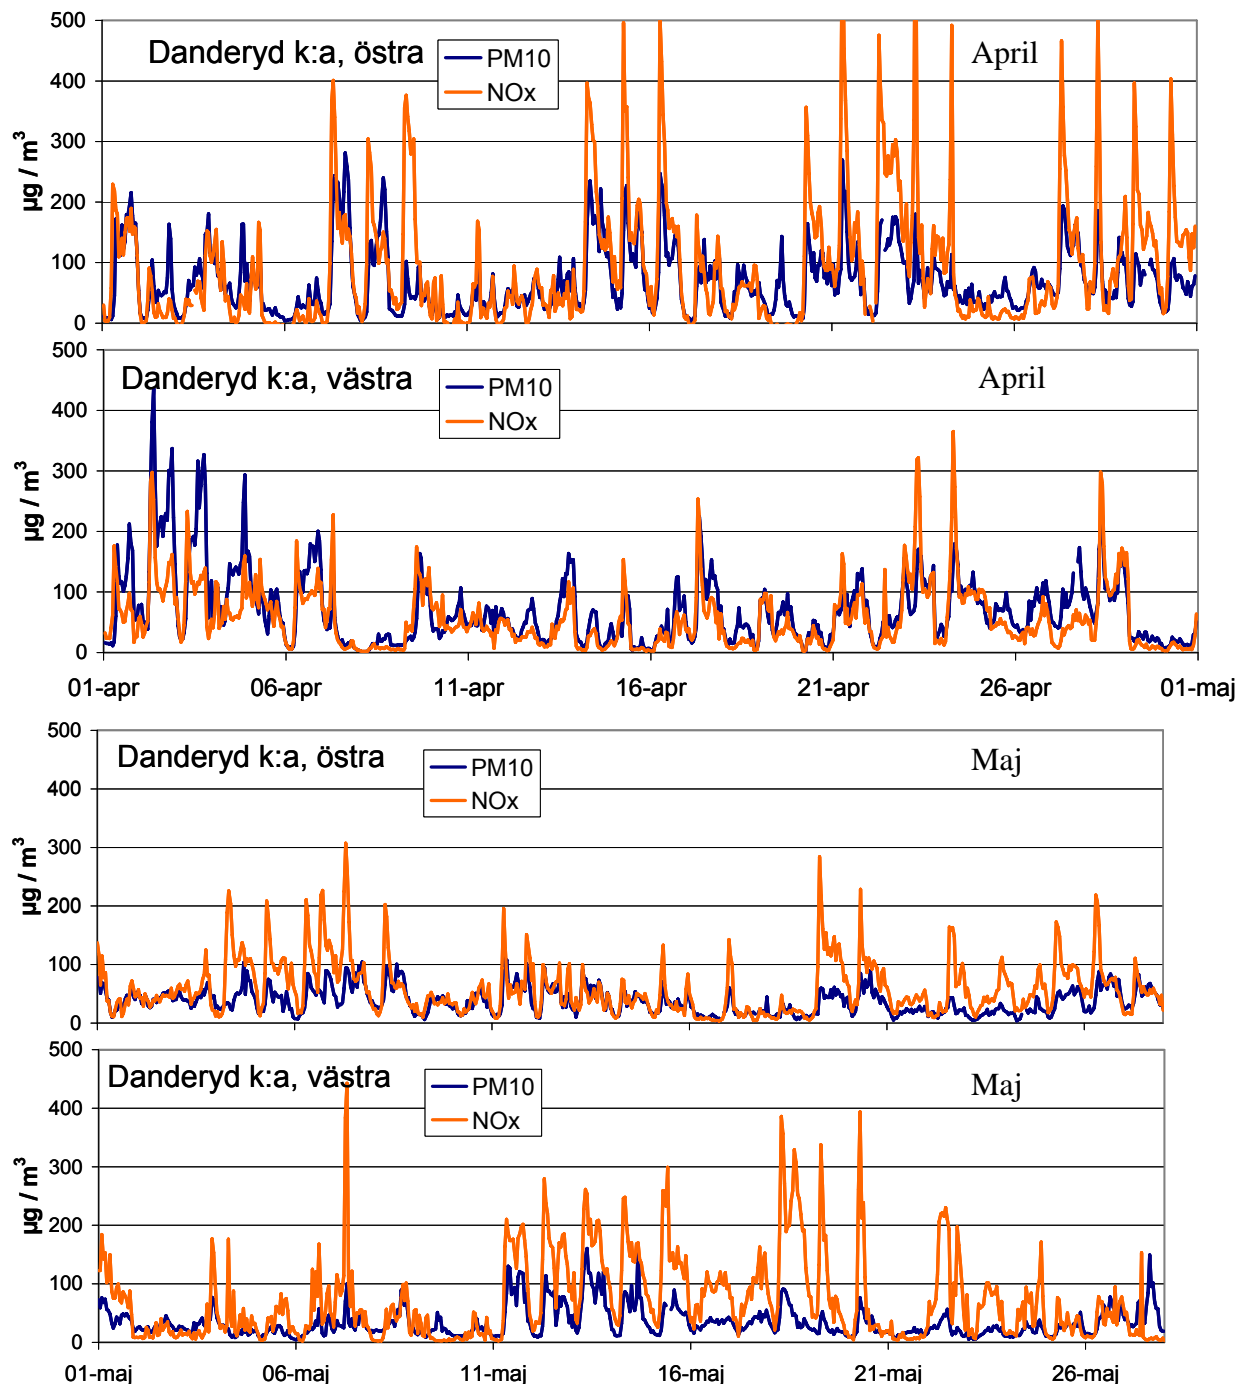 Danderyd k:a, östra
PM10
NOx
April
µg / m³
500
400
300
200
100
0
Danderyd k:a, västra
PM10
NOx
April
µg / m³
500
400
300
200
100
0
01-apr 06-apr 11-apr 16-apr 21-apr 26-apr 01-maj
Danderyd k:a, östra
PM10
NOx
Maj
µg / m³
500
400
300
200
100
0
Danderyd k:a, västra
PM10
NOx
Maj
µg / m³
500
400
300
200
100
0
01-maj 06-maj 11-maj 16-maj 21-maj 26-maj